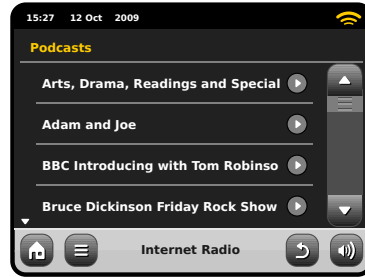 15:27 12 Oct 2009
Podcasts
Arts, Drama, Readings and Special
Adam and Joe
BBC Introducing with Tom Robinso
Bruce Dickinson Friday Rock Show
Internet Radio